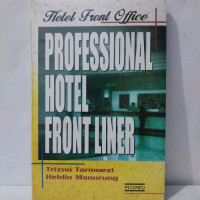 Hotel Front Office
PROFESSIONAL
HOTEL
FRONT LINER
Trizno Tarmoezi
Heldin Manurung